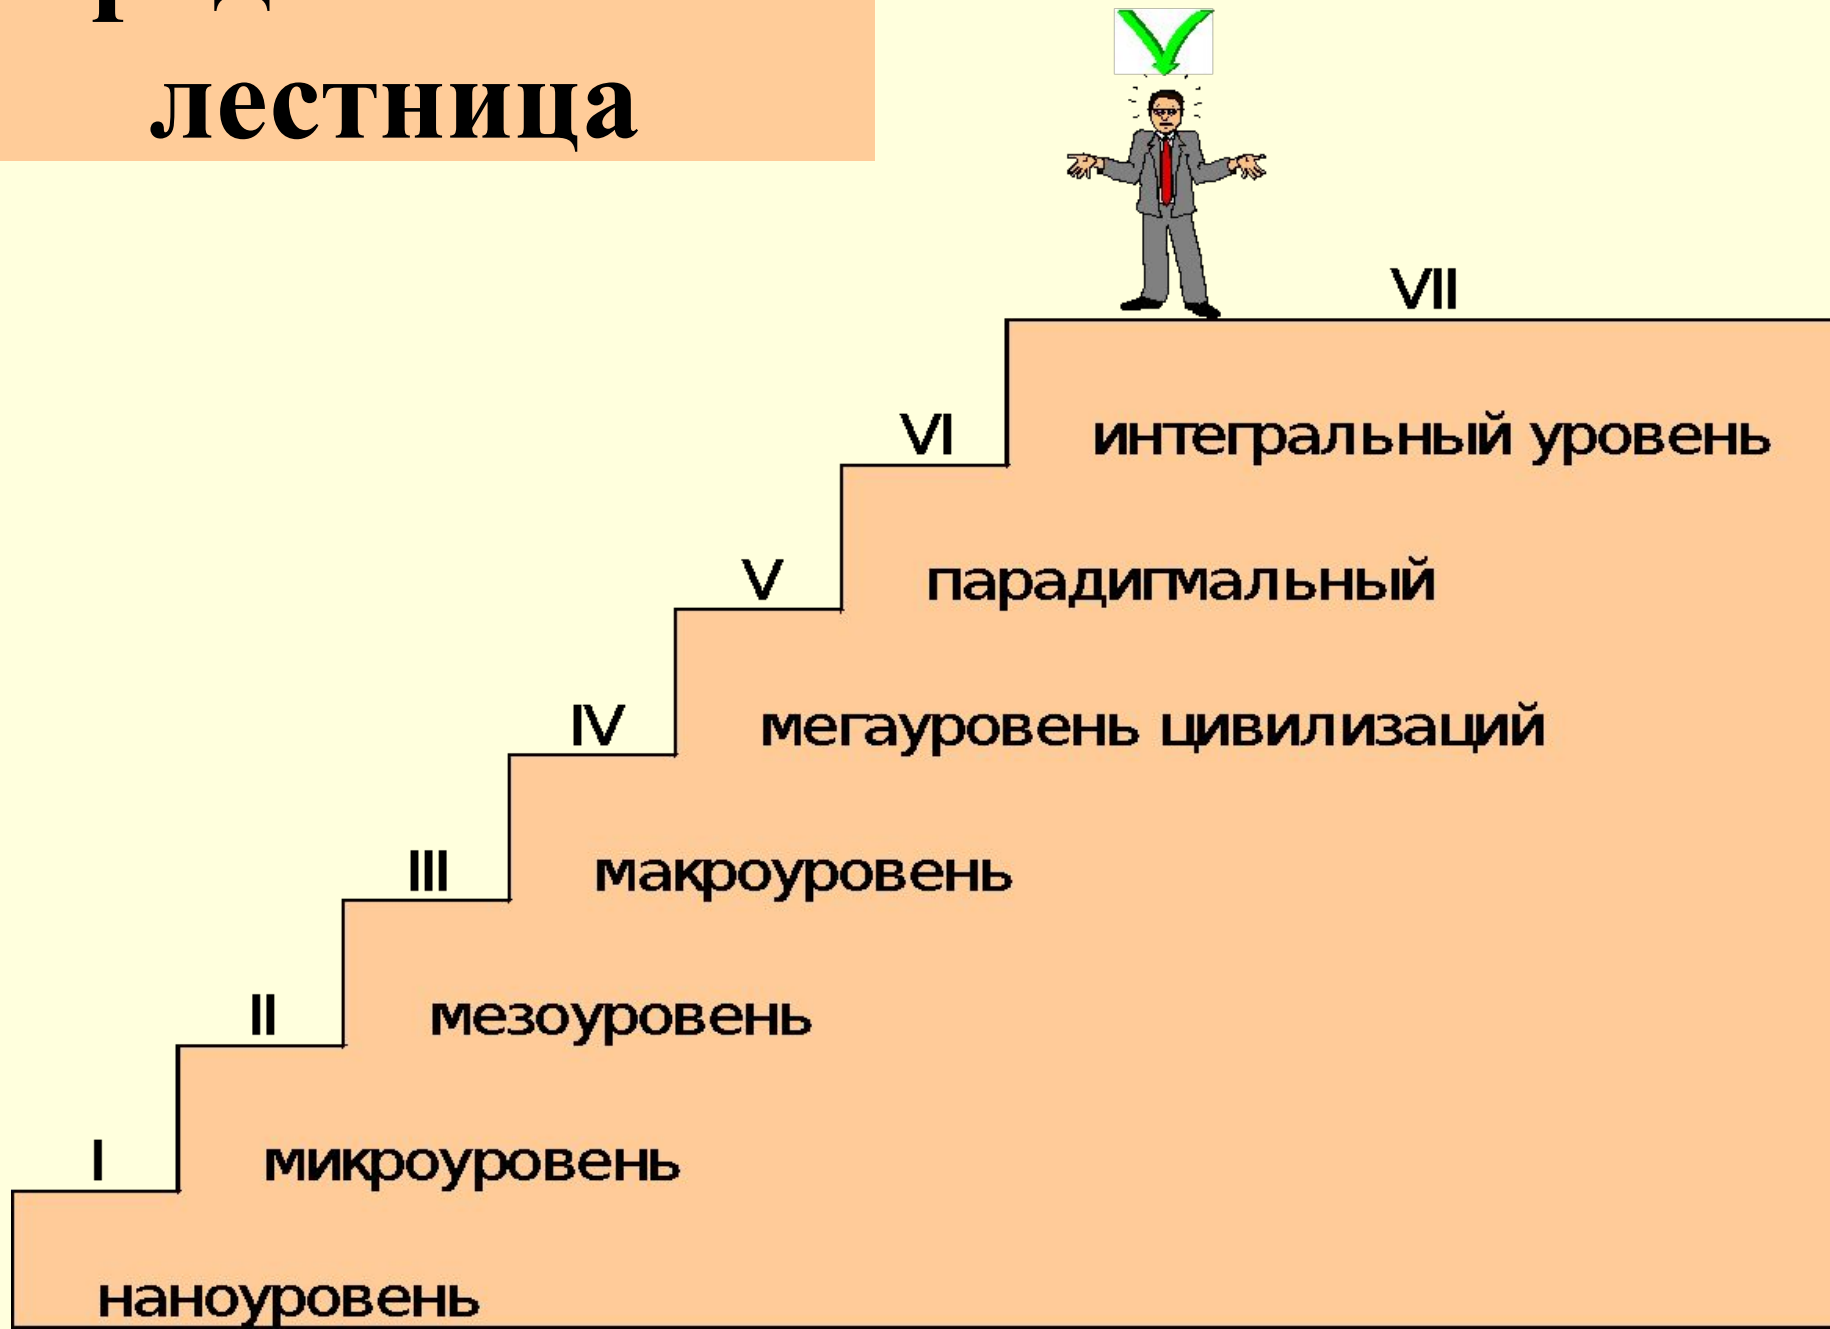 лестница
VII
интегральный уровень
VI
парадигмальный
V
мегауровень цивилизаций
IV
макроуровень
III
мезоуровень
II
микроуровень
I
наноуровень